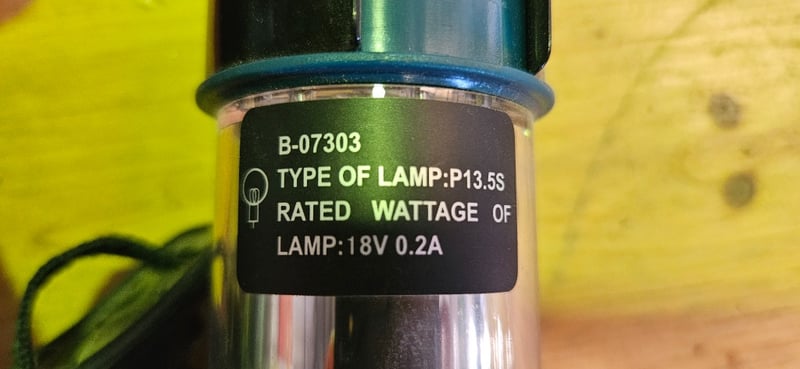 B-07303
TYPE OF LAMP:P13.5S
RATED WATTAGE OF
LAMP:18V 0.2A